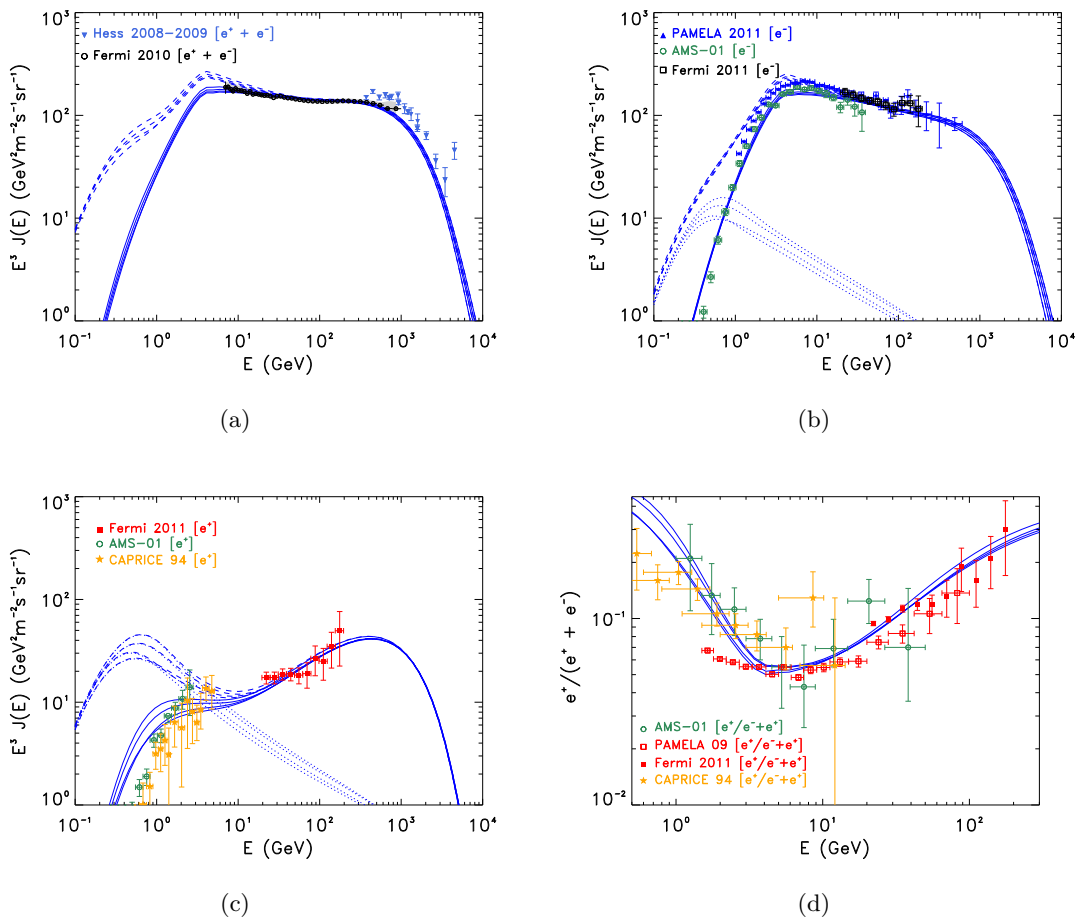 Hess 2008-2009 [e⁺ + e⁻]
Fermi 2010 [e⁺ + e⁻]
10³
10²
10¹
10⁰
E³ J(E) (GeV²m⁻²s⁻¹sr⁻¹)
10⁻¹ 10⁰ 10¹ 10² 10³ 10⁴
E (GeV)
(a)
PAMELA 2011 [e⁻]
AMS-01 [e⁻]
Fermi 2011 [e⁻]
10³
10²
10¹
10⁰
E³ J(E) (GeV²m⁻²s⁻¹sr⁻¹)
10⁻¹ 10⁰ 10¹ 10² 10³ 10⁴
E (GeV)
(b)
Fermi 2011 [e⁺]
AMS-01 [e⁺]
CAPRICE 94 [e⁺]
10³
10²
10¹
10⁰
E³ J(E) (GeV²m⁻²s⁻¹sr⁻¹)
10⁻¹ 10⁰ 10¹ 10² 10³ 10⁴
E (GeV)
(c)
10⁻¹
10⁻²
e⁺/(e⁺ + e⁻)
AMS-01 [e⁺/e⁻+e⁺]
PAMELA 09 [e⁺/e⁻+e⁺]
Fermi 2011 [e⁺/e⁻+e⁺]
CAPRICE 94 [e⁺/e⁻+e⁺]
10⁰ 10¹ 10²
E (GeV)
(d)